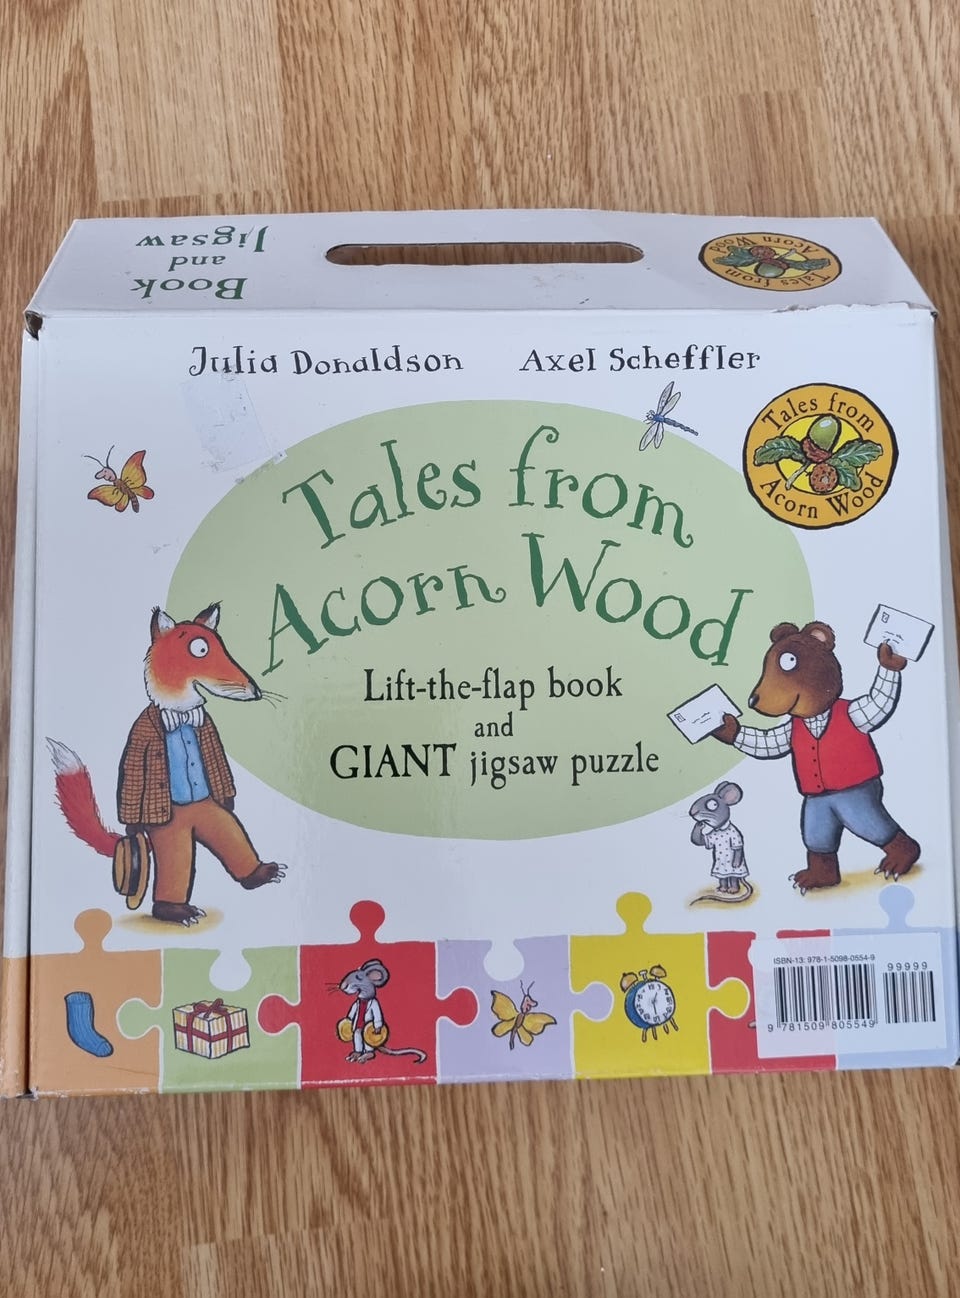 Book
and
Jigsaw
Tales from
Acorn Wood
Julia Donaldson Axel Scheffler
Tales from
Acorn Wood
Tales from
Acorn Wood
Lift-the-flap book
and
GIANT jigsaw puzzle
ISBN-13: 978-1-5098-0554-9
99999
9 781509 805549